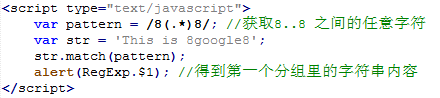 <script type="text/javascript">
var pattern = /8(.*)8/; //获取8..8 之间的任意字符
var str = 'This is 8google8';
str.match(pattern);
alert(RegExp.$1); //得到第一个分组里的字符串内容
</script>